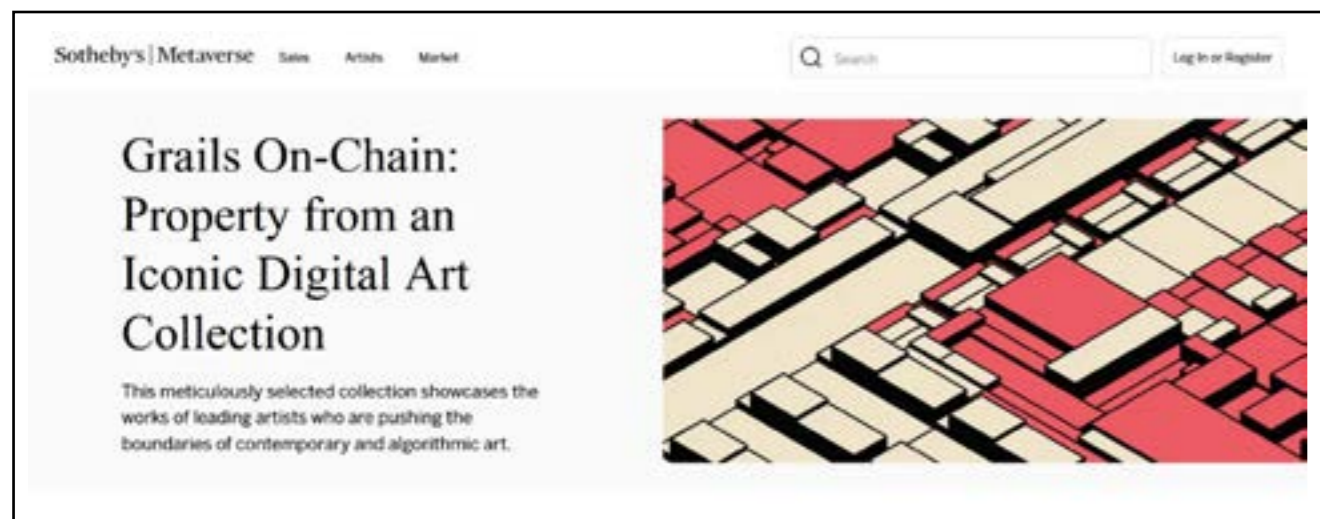 Sotheby's | Metaverse Sales Artists Market Search Log In or Register
Grails On-Chain:
Property from an
Iconic Digital Art
Collection
This meticulously selected collection showcases the
works of leading artists who are pushing the
boundaries of contemporary and algorithmic art.